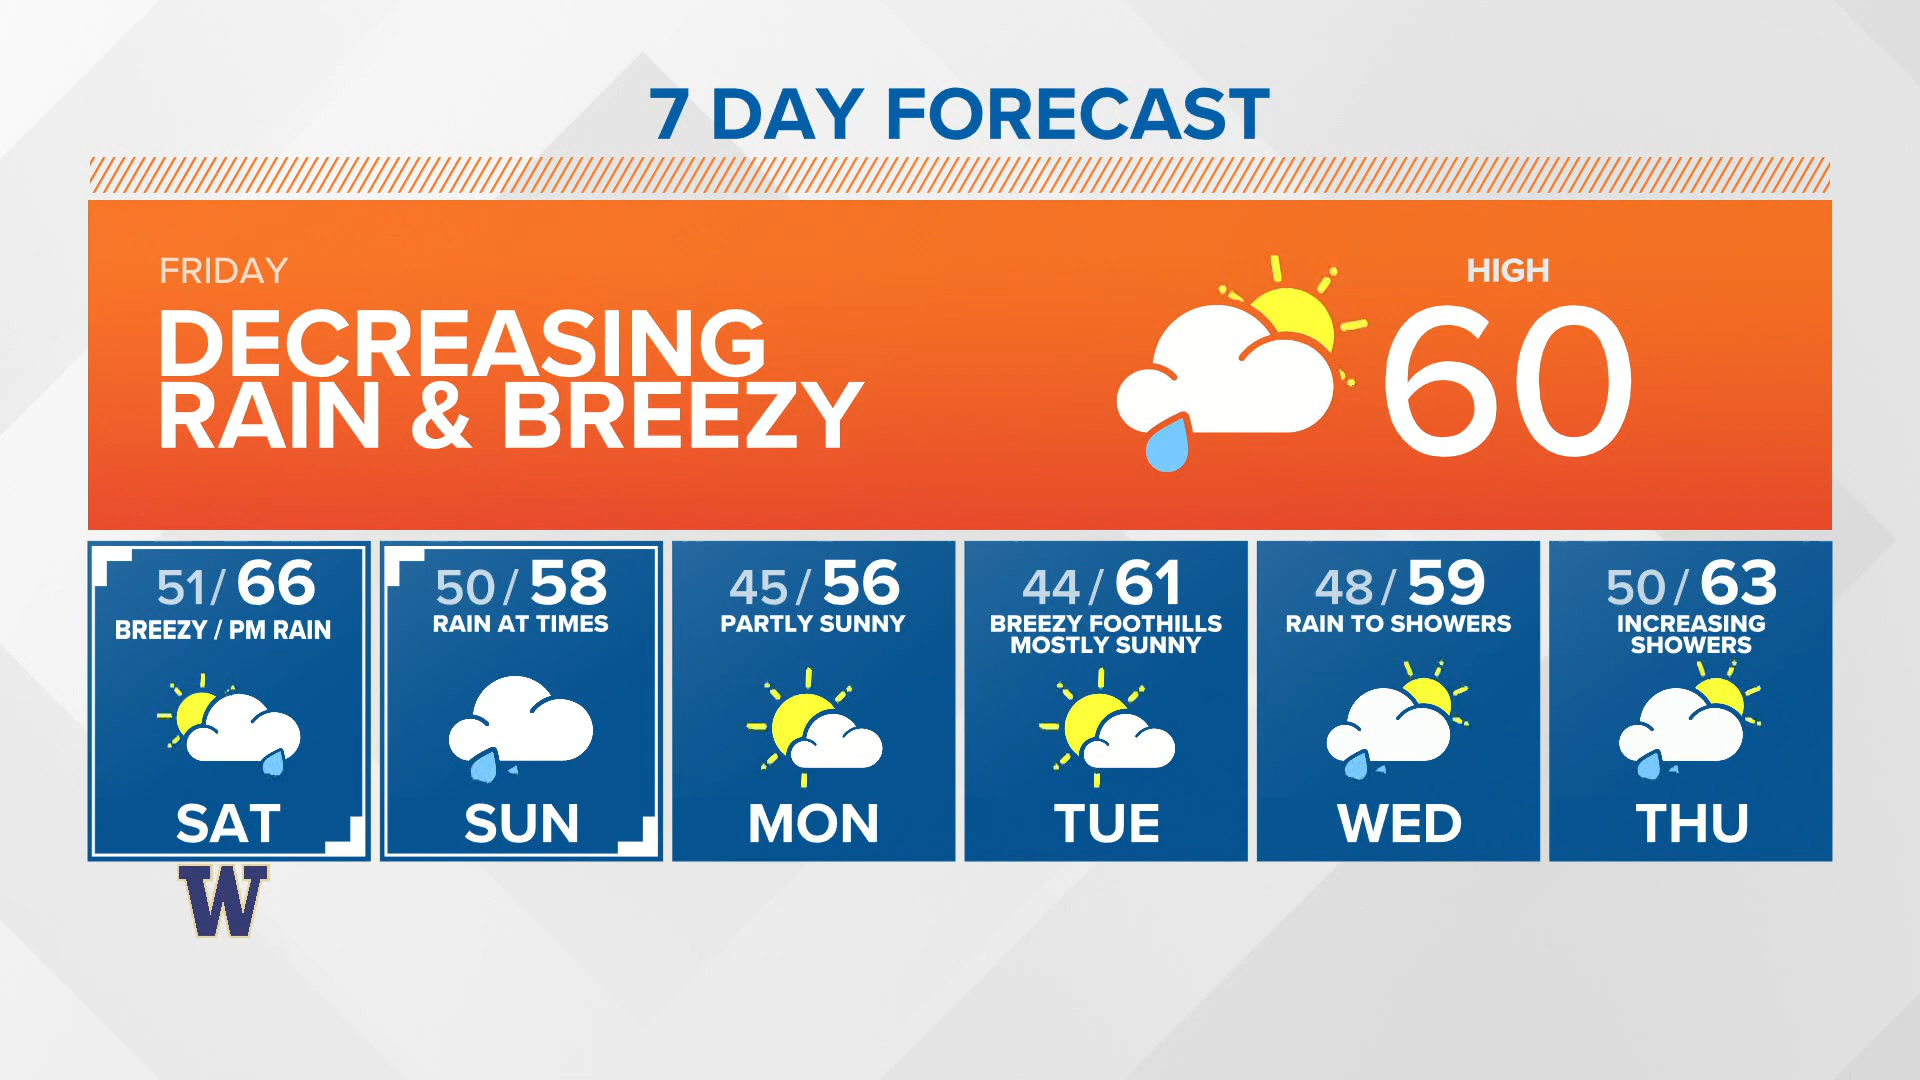 7 DAY FORECAST
FRIDAY
DECREASING
RAIN & BREEZY
HIGH
60
51/66
BREEZY / PM RAIN
SAT
50/58
RAIN AT TIMES
SUN
45/56
PARTLY SUNNY
MON
44/61
BREEZY FOOTHILLS
MOSTLY SUNNY
TUE
48/59
RAIN TO SHOWERS
WED
50/63
INCREASING
SHOWERS
THU
W